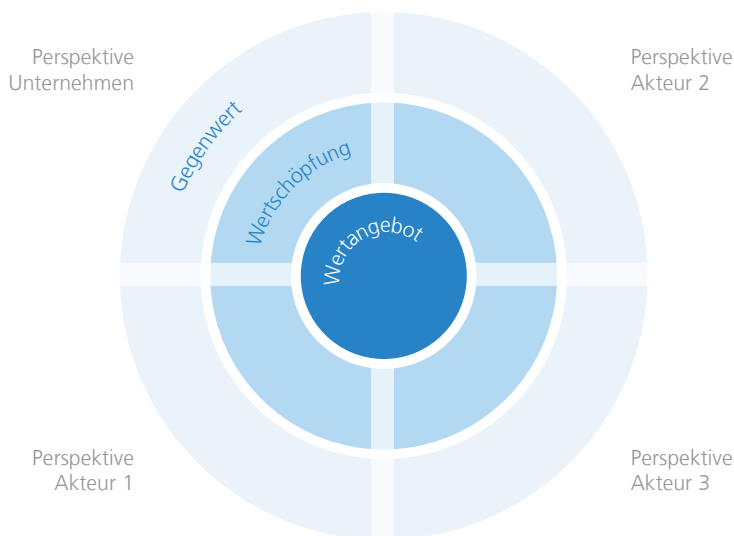 Perspektive
Unternehmen
Perspektive
Akteur 2
Gegenwert
Wertschöpfung
Wertangebot
Perspektive
Akteur 1
Perspektive
Akteur 3